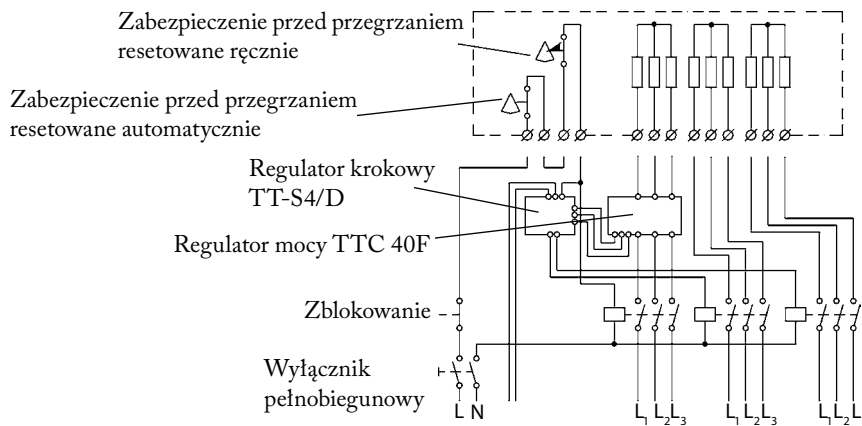 Zabezpieczenie przed przegrzaniem
resetowane ręcznie
Zabezpieczenie przed przegrzaniem
resetowane automatycznie
Regulator krokowy
TT-S4/D
Regulator mocy TTC 40F
Zblokowanie
Wyłącznik
pełnobiegunowy
L N L1 L2 L3 L1 L2 L3 L1 L2 L